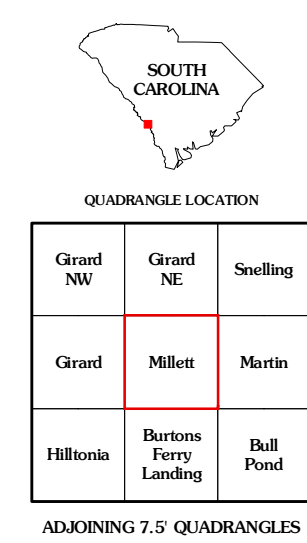 SOUTH
CAROLINA
QUADRANGLE LOCATION
Girard
NW
Girard
NE
Snelling
Girard
Millett
Martin
Hilltonia
Burtons
Ferry
Landing
Bull
Pond
ADJOINING 7.5' QUADRANGLES